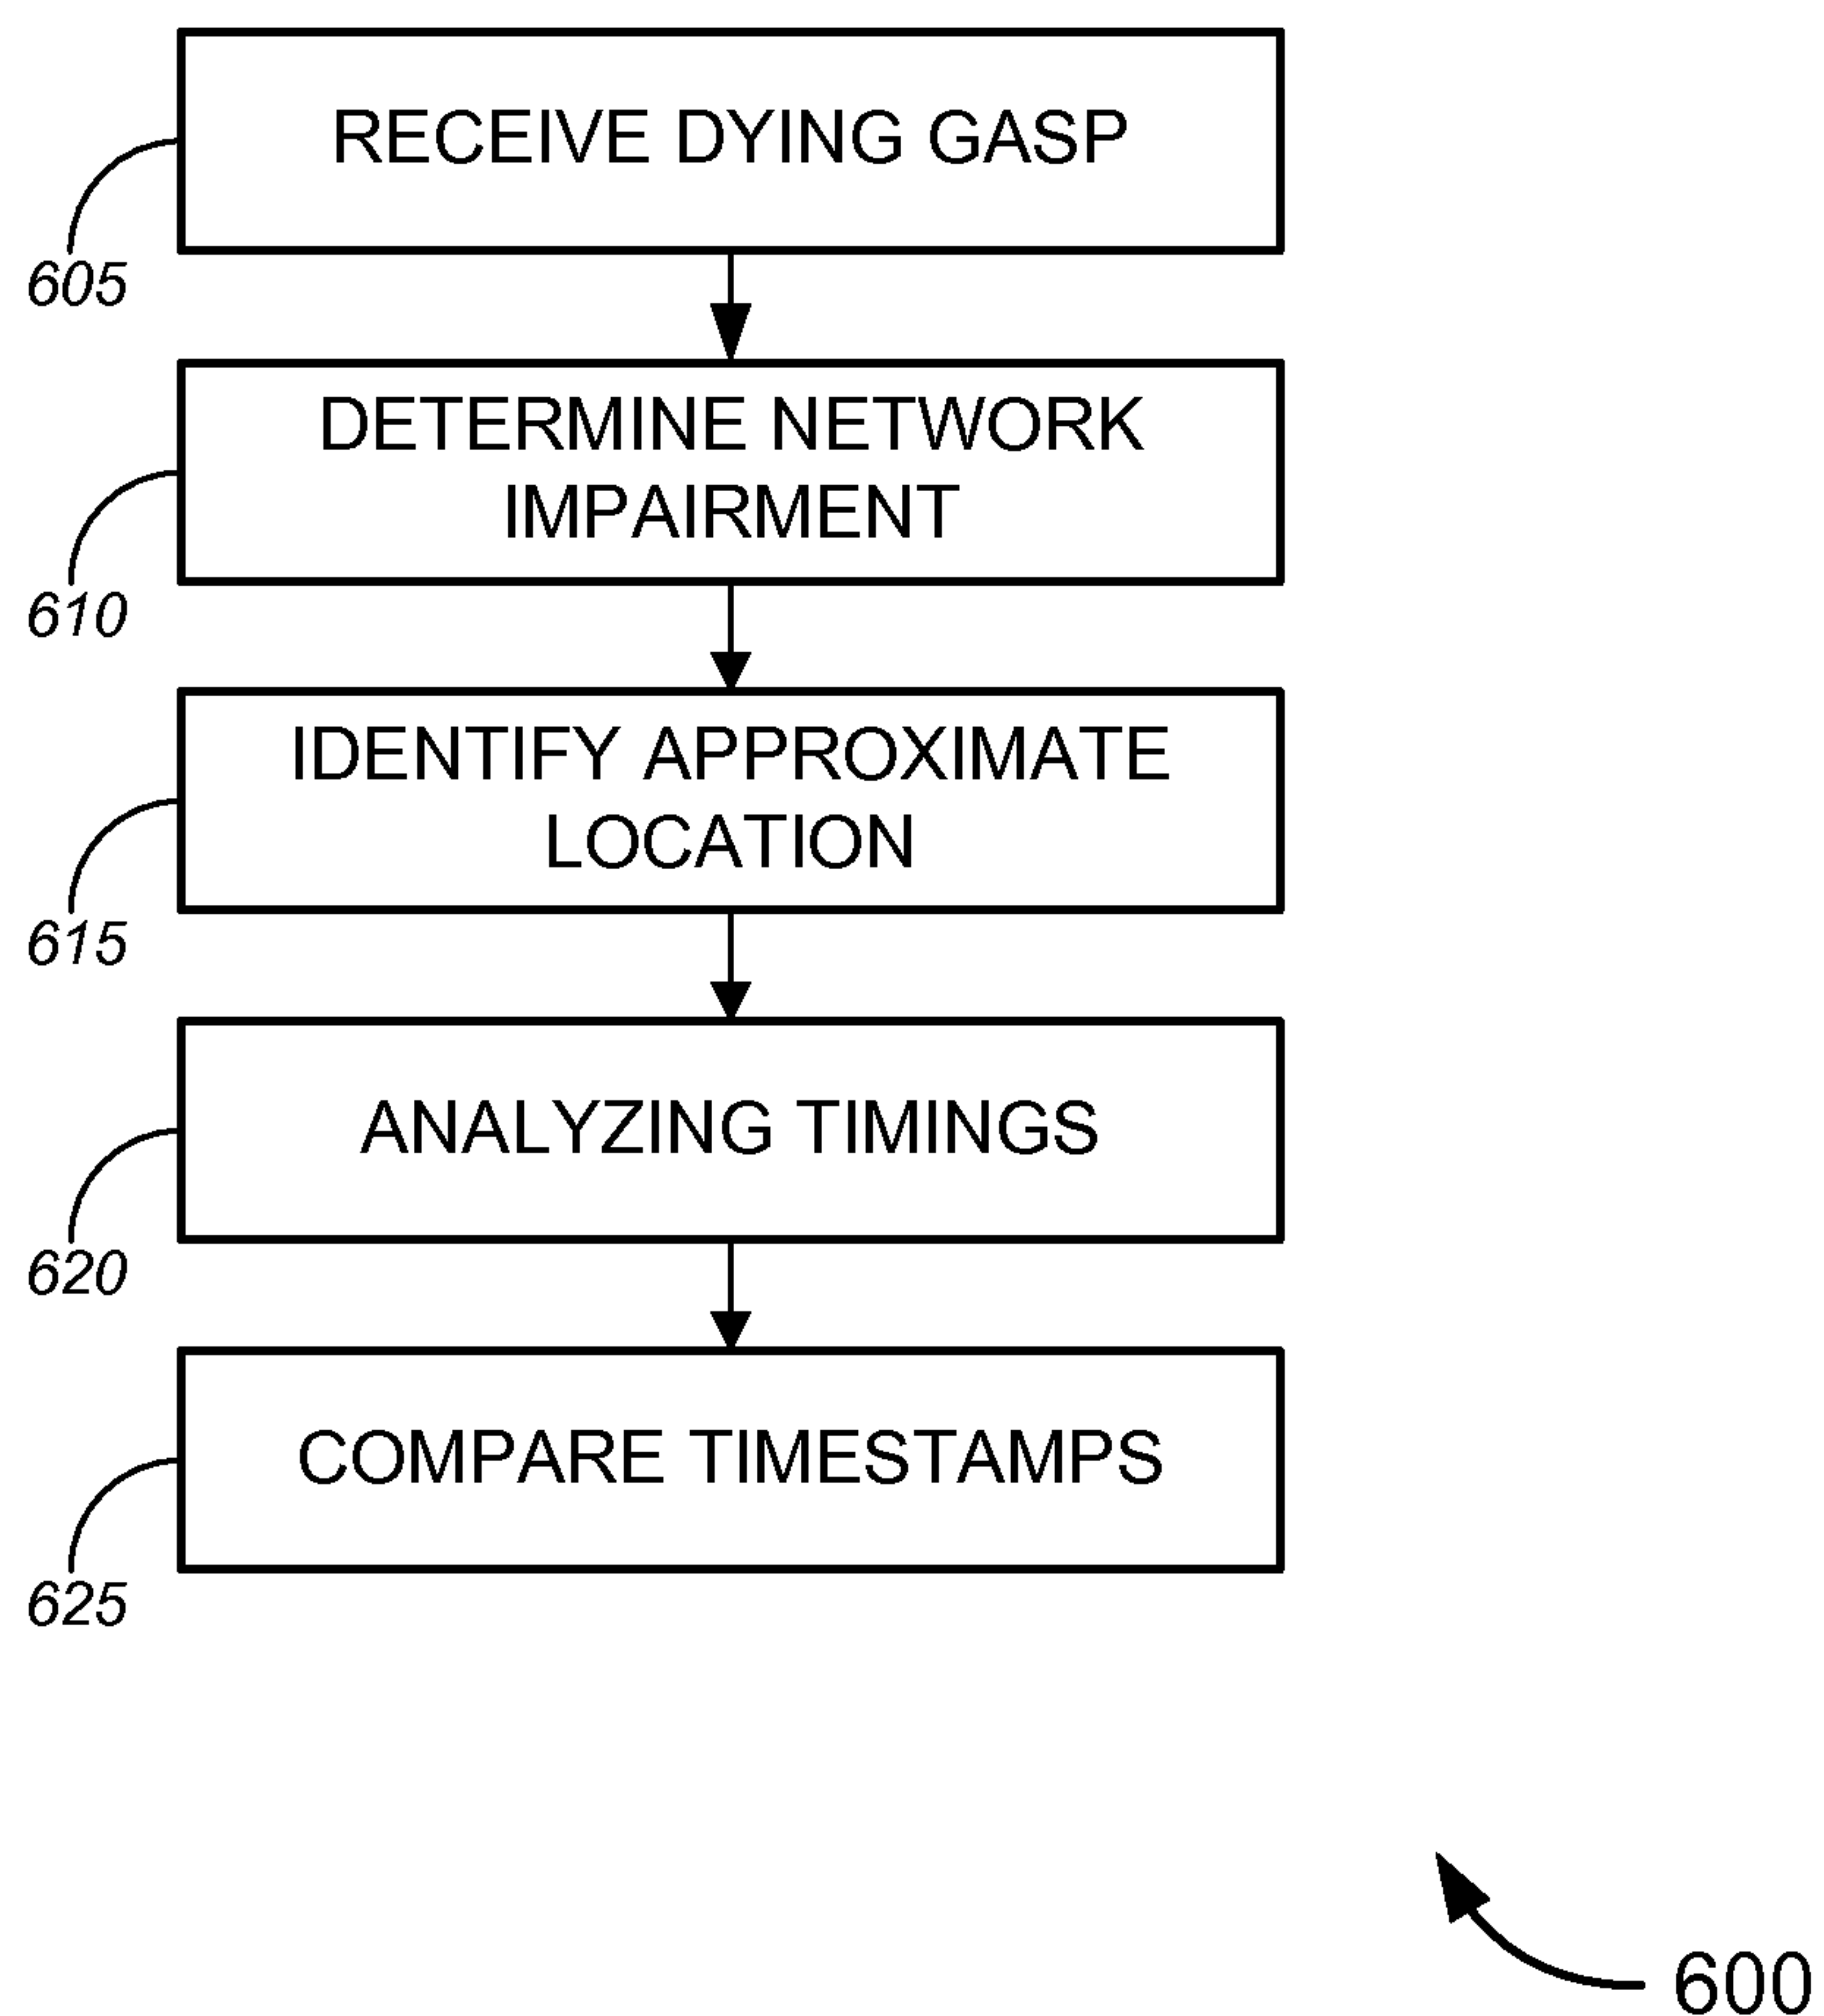 RECEIVE DYING GASP
605
DETERMINE NETWORK
IMPAIRMENT
610
IDENTIFY APPROXIMATE
LOCATION
615
ANALYZING TIMINGS
620
COMPARE TIMESTAMPS
625
600